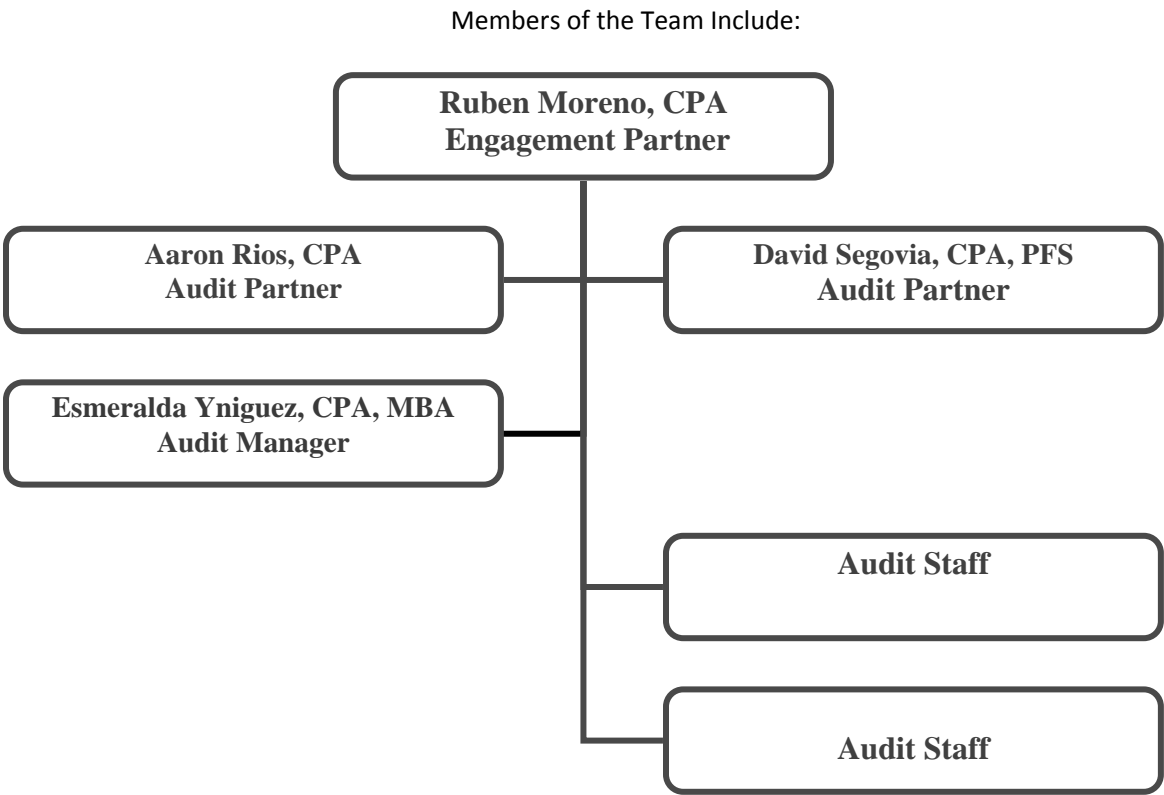 Members of the Team Include:
Ruben Moreno, CPA
Engagement Partner
Aaron Rios, CPA
Audit Partner
David Segovia, CPA, PFS
Audit Partner
Esmeralda Yniguez, CPA, MBA
Audit Manager
Audit Staff
Audit Staff